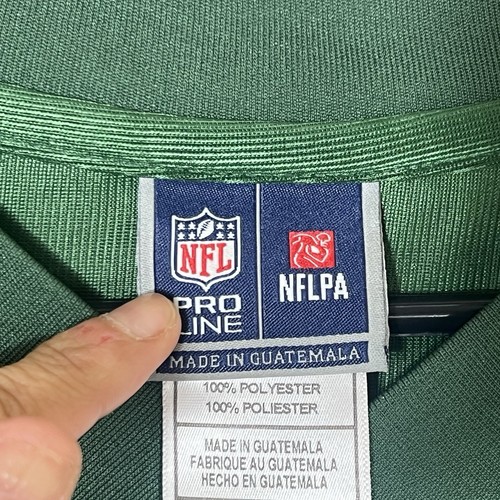 NFL
PRO
LINE
NFLPA
MADE IN GUATEMALA
100% POLYESTER
100% POLIESTER
MADE IN GUATEMALA
FABRIQUE AU GUATEMALA
HECHO EN GUATEMALA